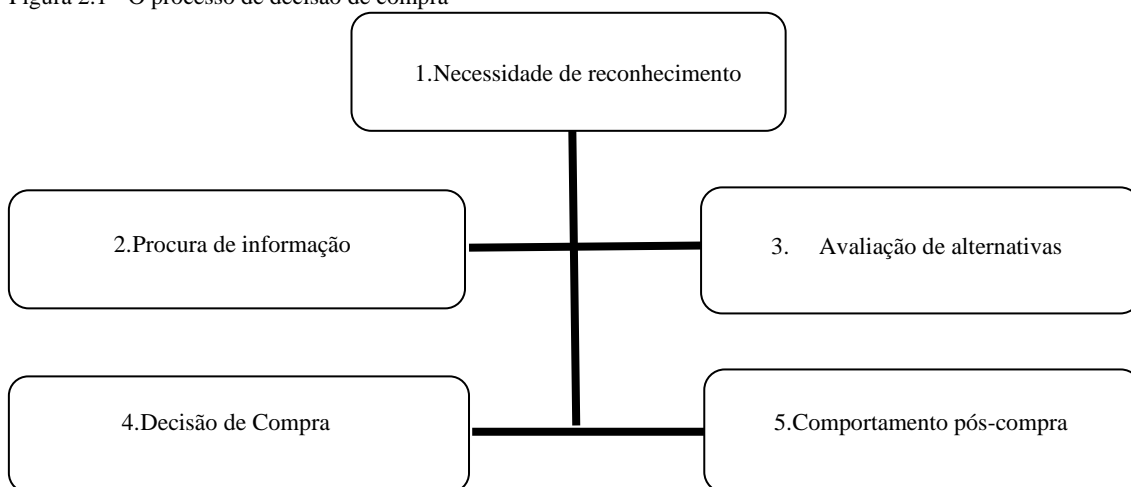 Figura 2.1 - O processo de decisão de compra
1.Necessidade de reconhecimento
2.Procura de informação
3. Avaliação de alternativas
4.Decisão de Compra
5.Comportamento pós-compra